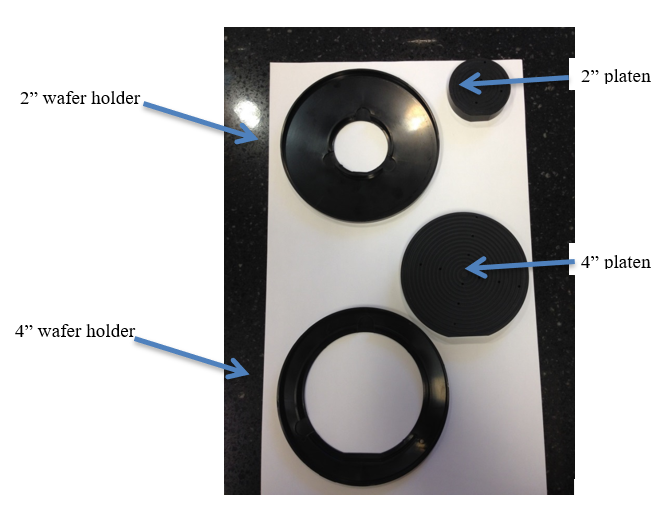 2” platen
2” wafer holder
4” platen
4” wafer holder